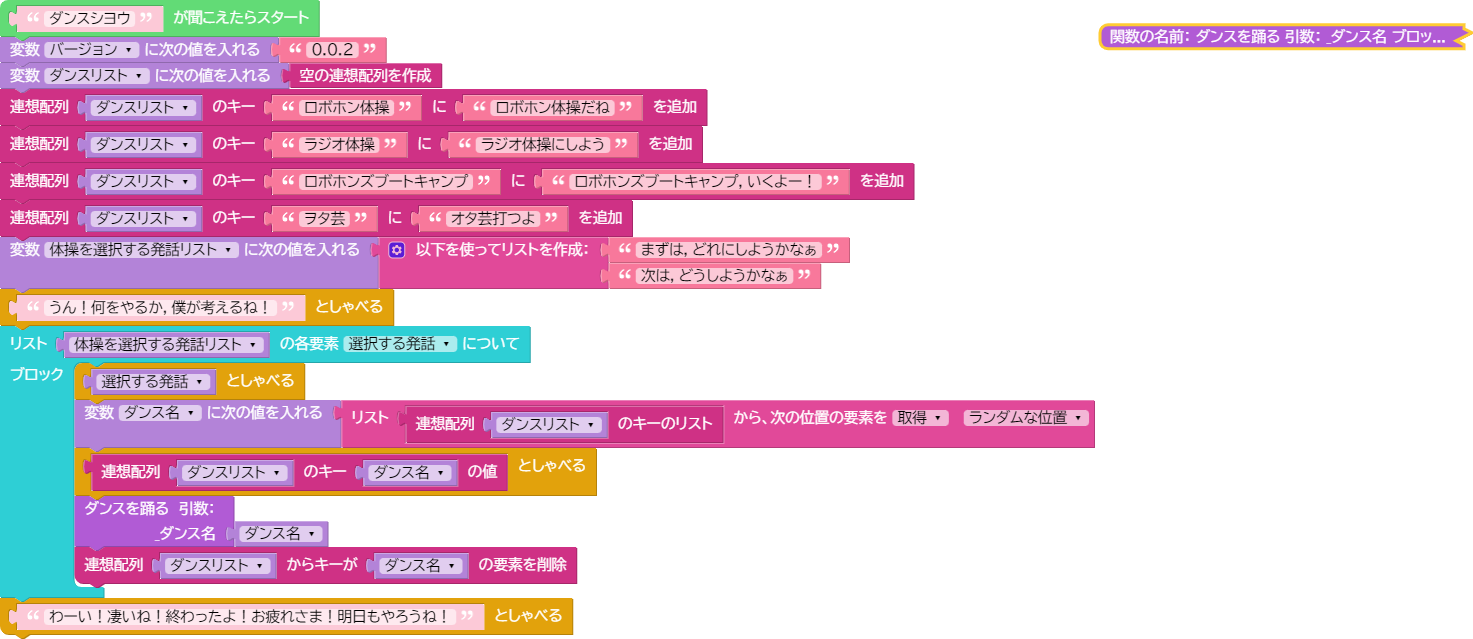 “ ダンスシヨウ ” が聞こえたらスタート
関数の名前: ダンスを踊る 引数: _ダンス名 ブロッ...
変数 バージョン ▼ に次の値を入れる “ 0.0.2 ”
変数 ダンスリスト ▼ に次の値を入れる 空の連想配列を作成
連想配列 ダンスリスト ▼ のキー “ ロボホン体操 ” に “ ロボホン体操だね ” を追加
連想配列 ダンスリスト ▼ のキー “ ラジオ体操 ” に “ ラジオ体操にしよう ” を追加
連想配列 ダンスリスト ▼ のキー “ ロボホンズブートキャンプ ” に “ ロボホンズブートキャンプ, いくよー！ ” を追加
連想配列 ダンスリスト ▼ のキー “ ヲタ芸 ” に “ オタ芸打つよ ” を追加
変数 体操を選択する発話リスト ▼ に次の値を入れる 以下を使ってリストを作成: “ まずは, どれにしようかなぁ ”
“ 次は, どうしようかなぁ ”
“ うん！何をやるか, 僕が考えるね！ ” としゃべる
リスト 体操を選択する発話リスト ▼ の各要素 選択する発話 ▼ について
ブロック 選択する発話 ▼ としゃべる
変数 ダンス名 ▼ に次の値を入れる リスト 連想配列 ダンスリスト ▼ のキーのリスト から、次の位置の要素を 取得 ▼ ランダムな位置 ▼
連想配列 ダンスリスト ▼ のキー ダンス名 ▼ の値 としゃべる
ダンスを踊る 引数:
_ダンス名 ダンス名 ▼
連想配列 ダンスリスト ▼ からキーが ダンス名 ▼ の要素を削除
“ わーい！凄いね！終わったよ！お疲れさま！明日もやろうね！ ” としゃべる